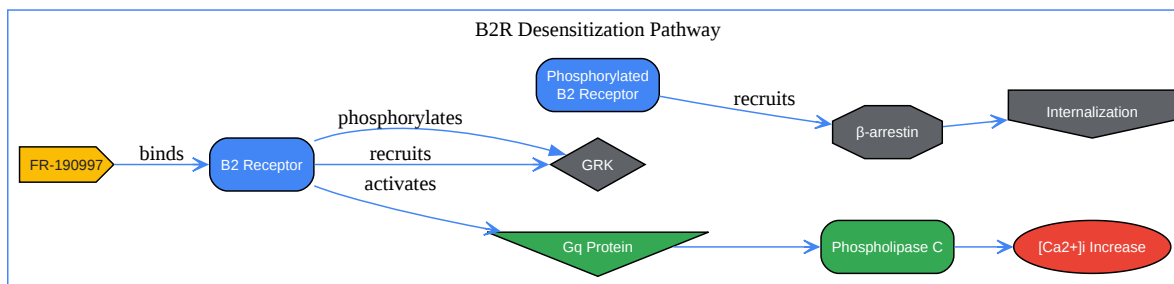 B2R Desensitization Pathway
Phosphorylated
B2 Receptor
recruits
β-arrestin
Internalization
phosphorylates
FR-190997
binds
B2 Receptor
recruits
GRK
activates
Gq Protein
Phospholipase C
[Ca2+]i Increase